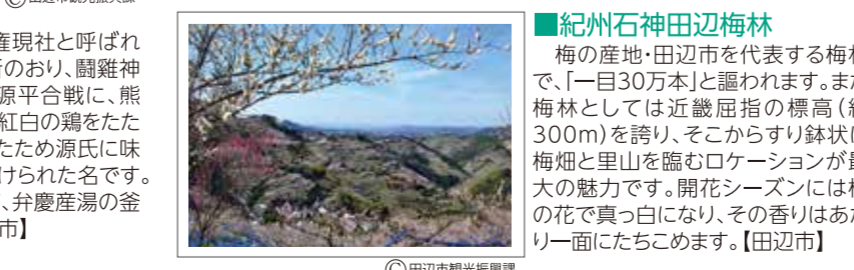 権現社と呼ばれ
のおり、闘雞神
源平合戦に、熊
紅白の鶏をたた
たため源氏に味
けられた名です。
、弁慶産湯の釜
市】
■紀州石神田辺梅林
梅の産地・田辺市を代表する梅林
で、「一目30万本」と謳われます。また
梅林としては近畿屈指の標高(約
300m)を誇り、そこからすり鉢状に
梅畑と里山を臨むロケーションが最
大の魅力です。開花シーズンには梅
の花で真っ白になり、その香りはあた
り一面にたちこめます。【田辺市】
Ⓒ田辺市観光振興課